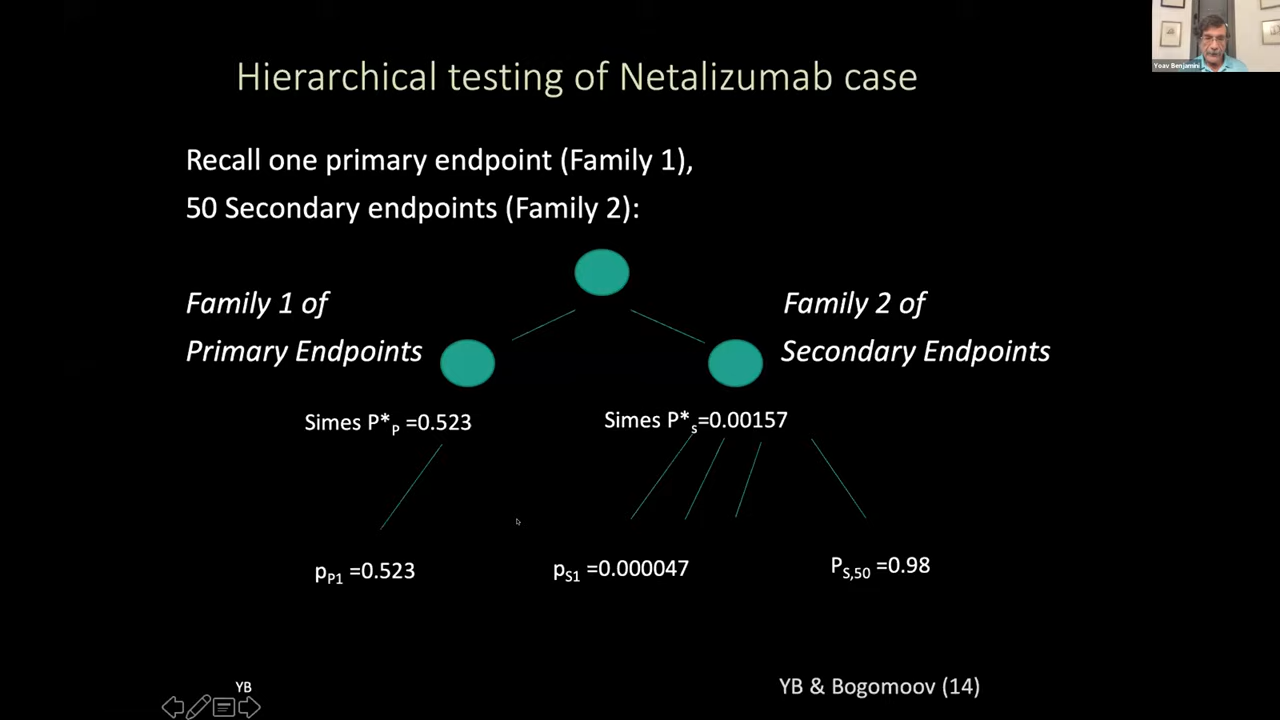 Hierarchical testing of Netalizumab case
Yoav Benjamini
Recall one primary endpoint (Family 1),
50 Secondary endpoints (Family 2):
Family 1 of
Primary Endpoints
Family 2 of
Secondary Endpoints
Simes P*P =0.523
Simes P*s=0.00157
pP1 =0.523
pS1 =0.000047
PS,50 =0.98
YB
YB & Bogomoov (14)